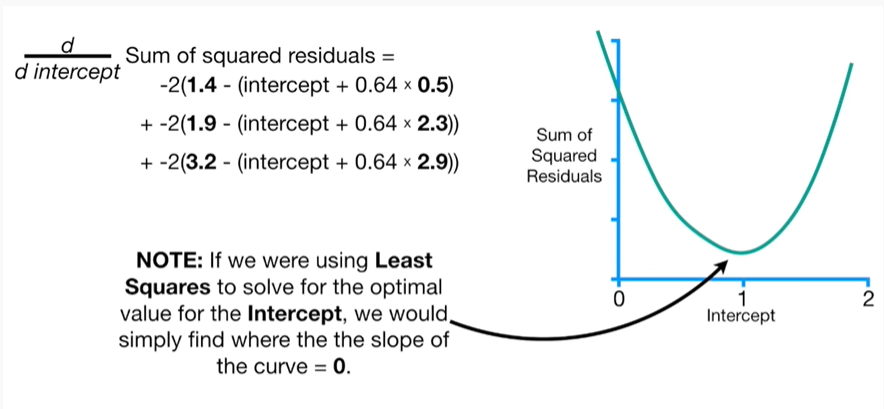 d
d intercept
Sum of squared residuals =
-2(1.4 - (intercept + 0.64 × 0.5)
+ -2(1.9 - (intercept + 0.64 × 2.3))
+ -2(3.2 - (intercept + 0.64 × 2.9))
NOTE: If we were using Least
Squares to solve for the optimal
value for the Intercept, we would
simply find where the the slope of
the curve = 0.
Sum of
Squared
Residuals
0 1 2
Intercept